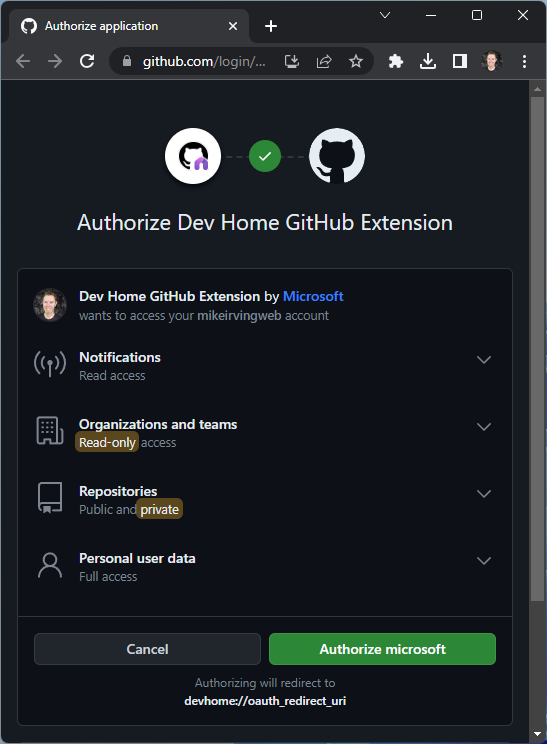 Authorize application
github.com/login/...
Authorize Dev Home GitHub Extension
Dev Home GitHub Extension by Microsoft
wants to access your mikeirvingweb account
Notifications
Read access
Organizations and teams
Read-only access
Repositories
Public and private
Personal user data
Full access
Cancel
Authorize microsoft
Authorizing will redirect to
devhome://oauth_redirect_uri